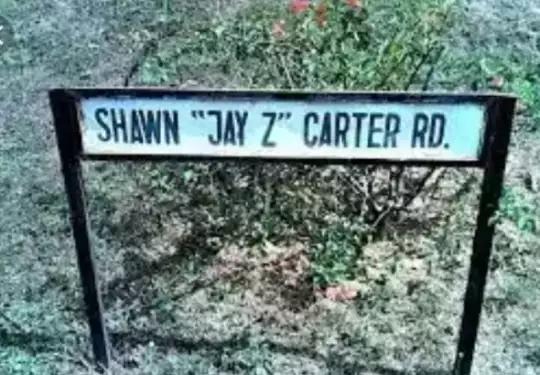 SHAWN "JAY Z" CARTER RD.